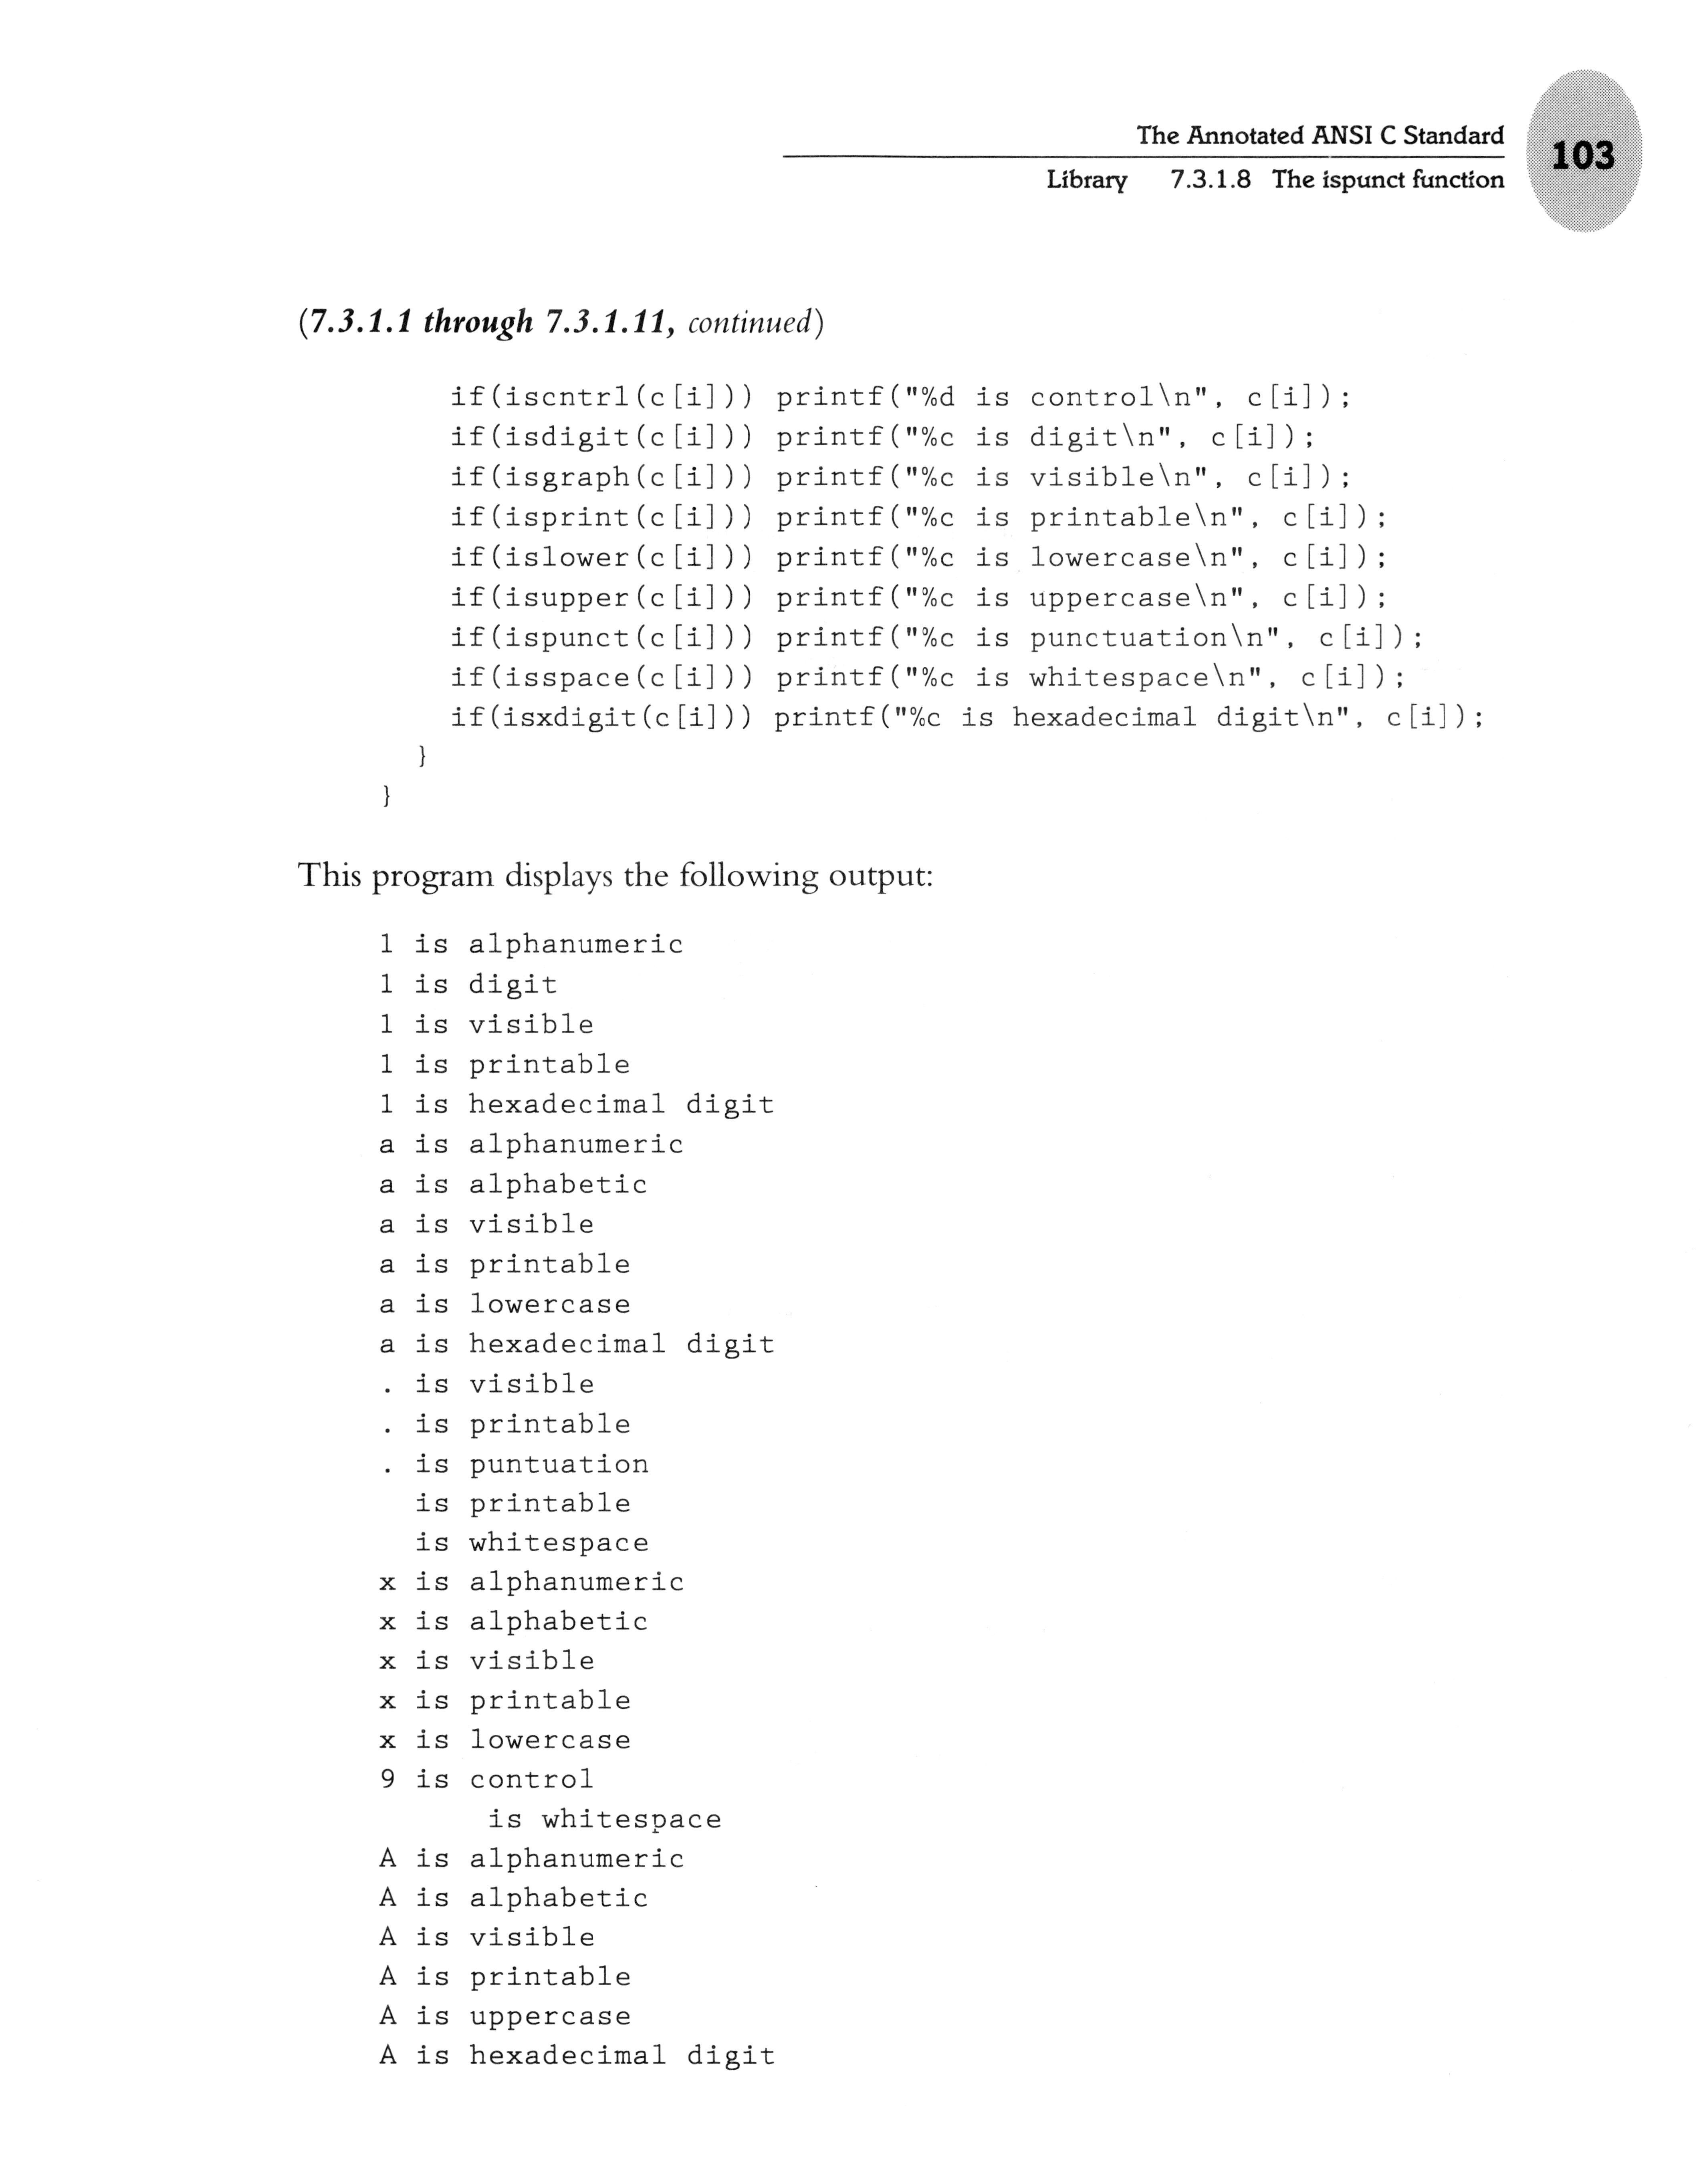 The Annotated ANSI C Standard
103
Library 7.3.1.8 The ispunct function
(7.3.1.1 through 7.3.1.11, continued)
if(iscntrl(c[i])) printf("%d is control\n", c[i]);
if(isdigit(c[i])) printf("%c is digit\n", c[i]);
if(isgraph(c[i])) printf("%c is visible\n", c[i]);
if(isprint(c[i])) printf("%c is printable\n", c[i]);
if(islower(c[i])) printf("%c is lowercase\n", c[i]);
if(isupper(c[i])) printf("%c is uppercase\n", c[i]);
if(ispunct(c[i])) printf("%c is punctuation\n", c[i]);
if(isspace(c[i])) printf("%c is whitespace\n", c[i]);
if(isxdigit(c[i])) printf("%c is hexadecimal digit\n", c[i]);
}
}
This program displays the following output:
1 is alphanumeric
1 is digit
1 is visible
1 is printable
1 is hexadecimal digit
a is alphanumeric
a is alphabetic
a is visible
a is printable
a is lowercase
a is hexadecimal digit
. is visible
. is printable
. is puntuation
is printable
is whitespace
x is alphanumeric
x is alphabetic
x is visible
x is printable
x is lowercase
9 is control
is whitespace
A is alphanumeric
A is alphabetic
A is visible
A is printable
A is uppercase
A is hexadecimal digit